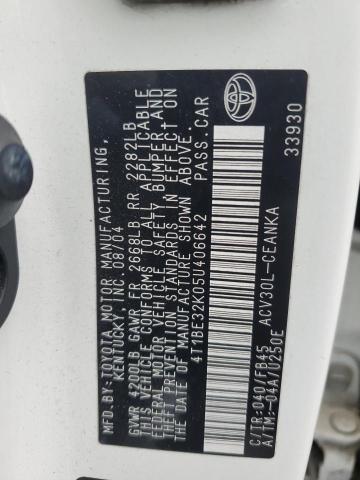 MFD.BY: TOYOTA MOTOR MANUFACTURING,
KENTUCKY, INC. 08/04
GVWR 4200LB GAWR FR 2668LB RR 2282LB
THIS VEHICLE CONFORMS TO ALL APPLICABLE
FEDERAL MOTOR VEHICLE SAFETY, BUMPER AND
THEFT PREVENTION STANDARDS IN EFFECT ON
THE DATE OF MANUFACTURE SHOWN ABOVE.
4T1BE32K05U406642 PASS.CAR
C/TR:040/FB45 ACV30L-CEANKA
A/TM:-04A/U250E 33930